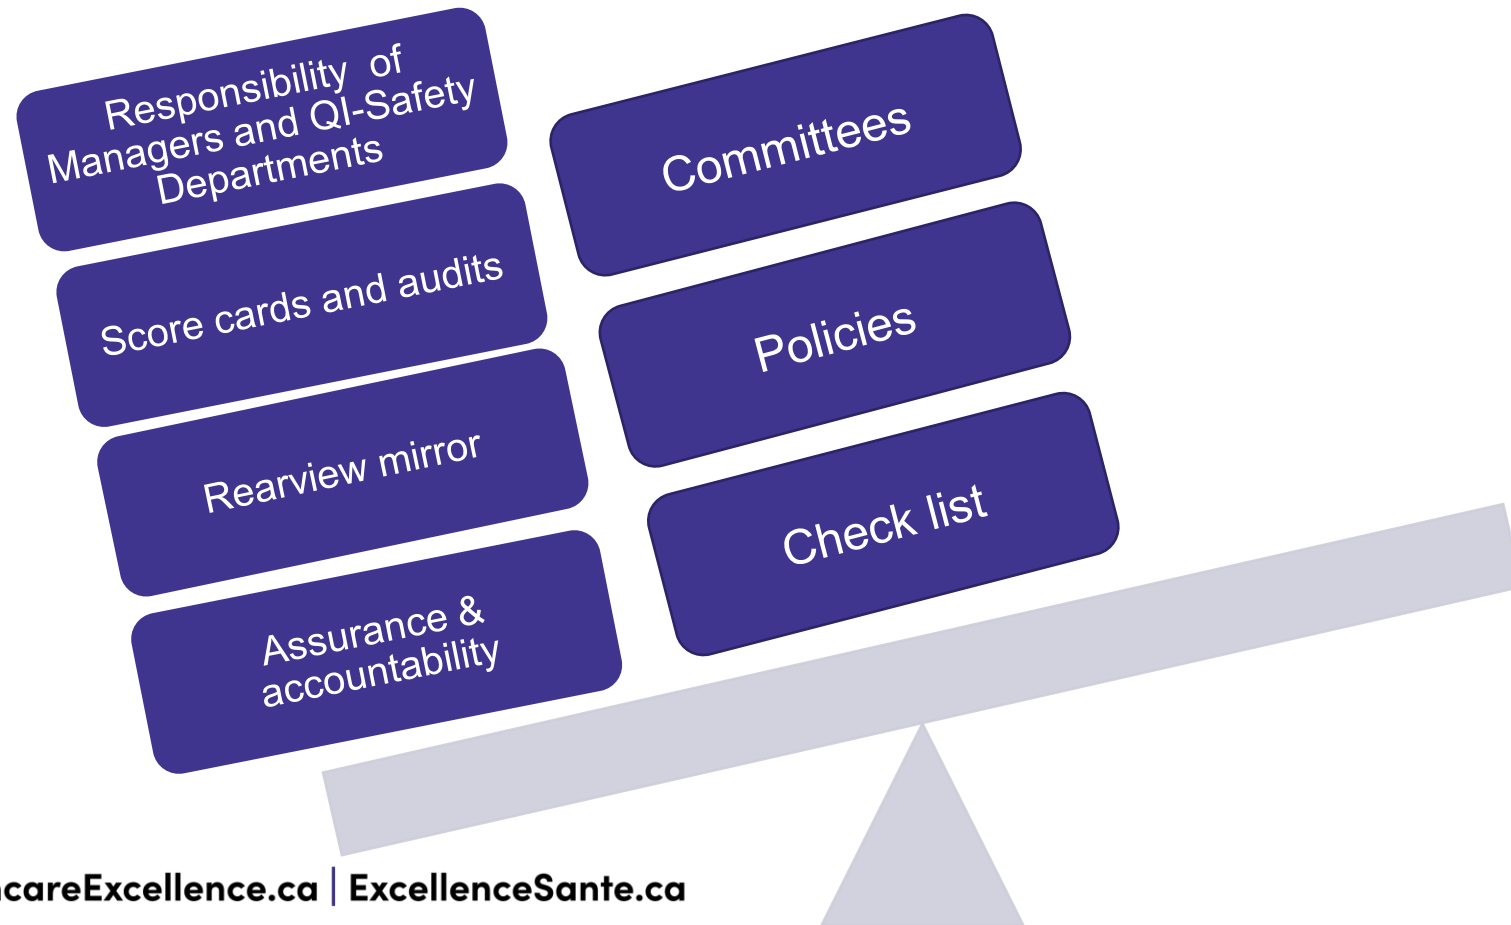 Responsibility of
Managers and QI-Safety
Departments
Score cards and audits
Rearview mirror
Assurance &
accountability
Committees
Policies
Check list
careExcellence.ca | ExcellenceSante.ca